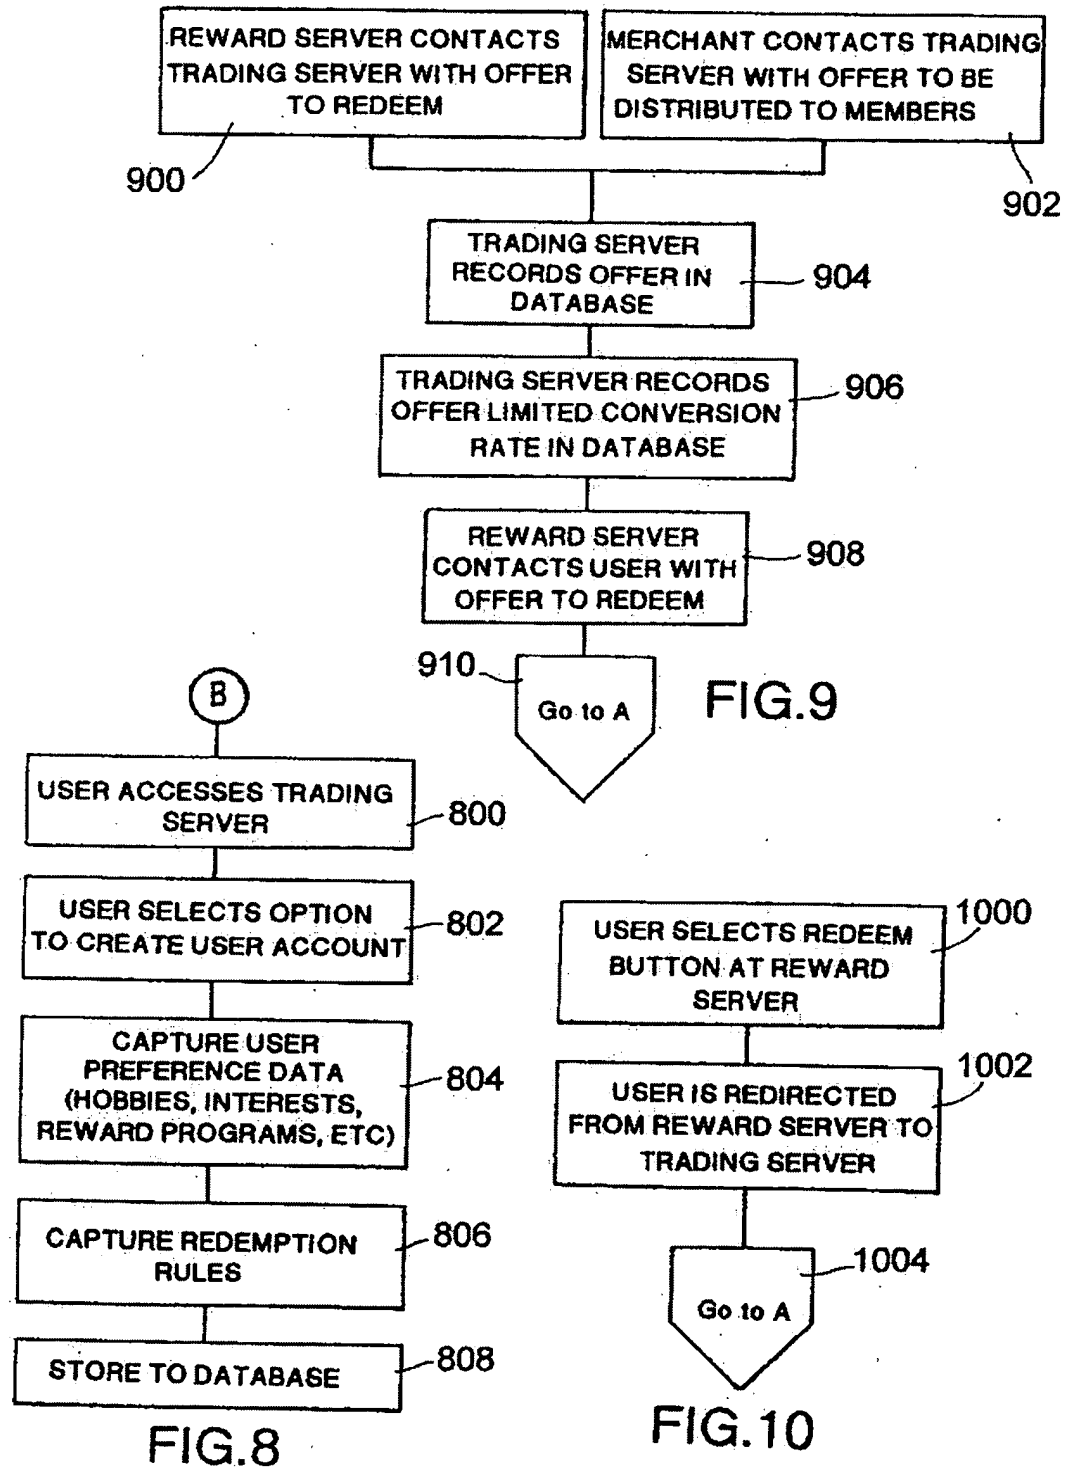 REWARD SERVER CONTACTS
TRADING SERVER WITH OFFER
TO REDEEM
900
MERCHANT CONTACTS TRADING
SERVER WITH OFFER TO BE
DISTRIBUTED TO MEMBERS
902
TRADING SERVER
RECORDS OFFER IN
DATABASE
904
TRADING SERVER RECORDS
OFFER LIMITED CONVERSION
RATE IN DATABASE
906
REWARD SERVER
CONTACTS USER WITH
OFFER TO REDEEM
908
910
Go to A
FIG.9
B
USER ACCESSES TRADING
SERVER
800
USER SELECTS OPTION
TO CREATE USER ACCOUNT
802
CAPTURE USER
PREFERENCE DATA
(HOBBIES, INTERESTS,
REWARD PROGRAMS, ETC)
804
CAPTURE REDEMPTION
RULES
806
STORE TO DATABASE
808
FIG.8
USER SELECTS REDEEM
BUTTON AT REWARD
SERVER
1000
USER IS REDIRECTED
FROM REWARD SERVER TO
TRADING SERVER
1002
Go to A
1004
FIG.10